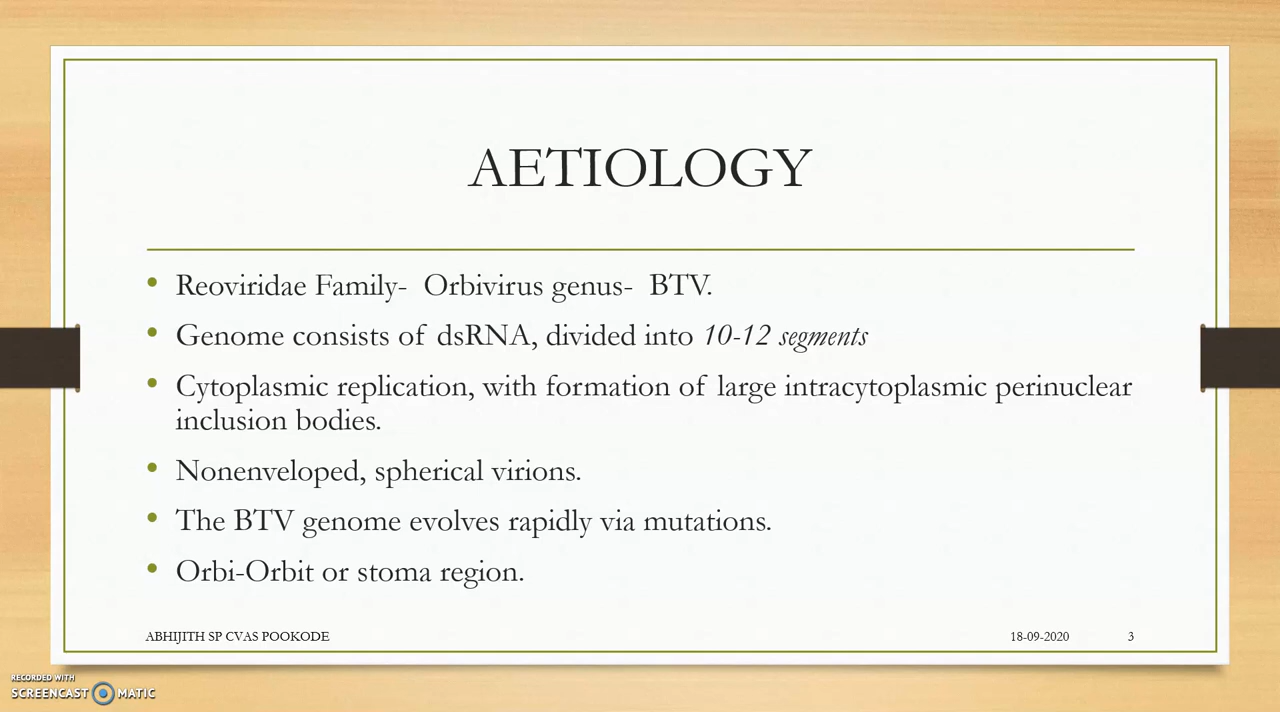 AETIOLOGY
• Reoviridae Family-  Orbivirus genus-  BTV.
• Genome consists of dsRNA, divided into 10-12 segments
• Cytoplasmic replication, with formation of large intracytoplasmic perinuclear
inclusion bodies.
• Nonenveloped, spherical virions.
• The BTV genome evolves rapidly via mutations.
• Orbi-Orbit or stoma region.
ABHIJITH SP CVAS POOKODE 18-09-2020 3
RECORDED WITH
SCREENCAST MATIC